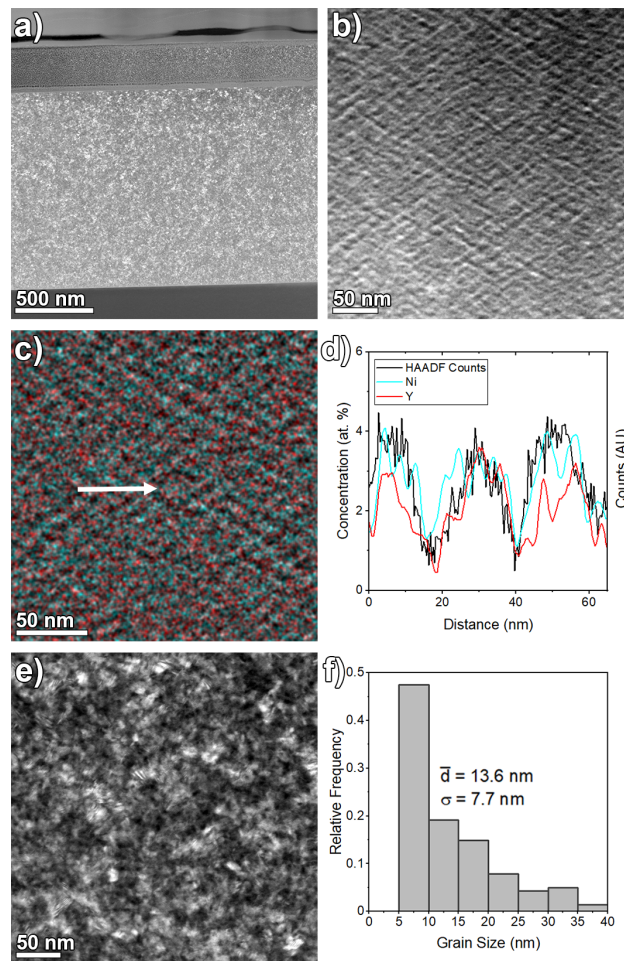 a)
500 nm
b)
50 nm
c)
50 nm
d)
HAADF Counts
Ni
Y
Concentration (at. %)
Counts (AU)
6
4
2
0
0
20
40
60
Distance (nm)
e)
50 nm
f)
d̅ = 13.6 nm
σ = 7.7 nm
Relative Frequency
0.5
0.4
0.3
0.2
0.1
0
0
5
10
15
20
25
30
35
40
Grain Size (nm)